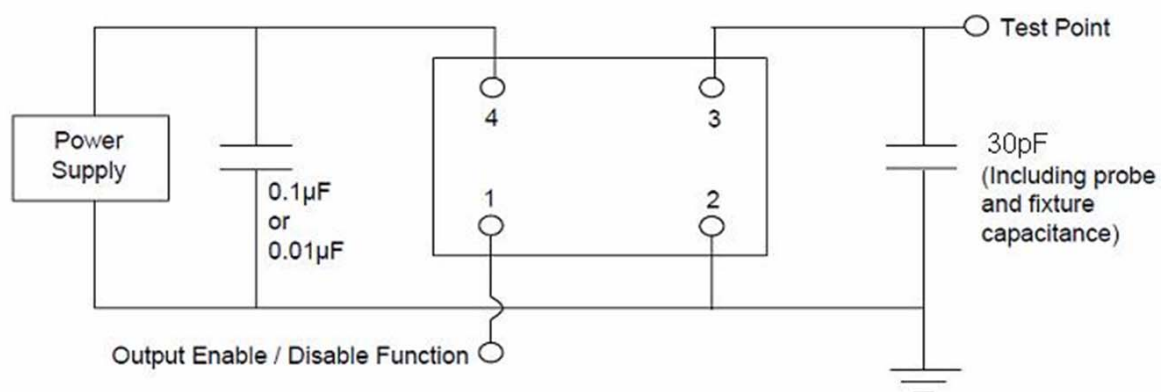 Test Point
Power
Supply
4
3
30pF
(Including probe
and fixture
capacitance)
0.1µF
or
0.01µF
1
2
Output Enable / Disable Function